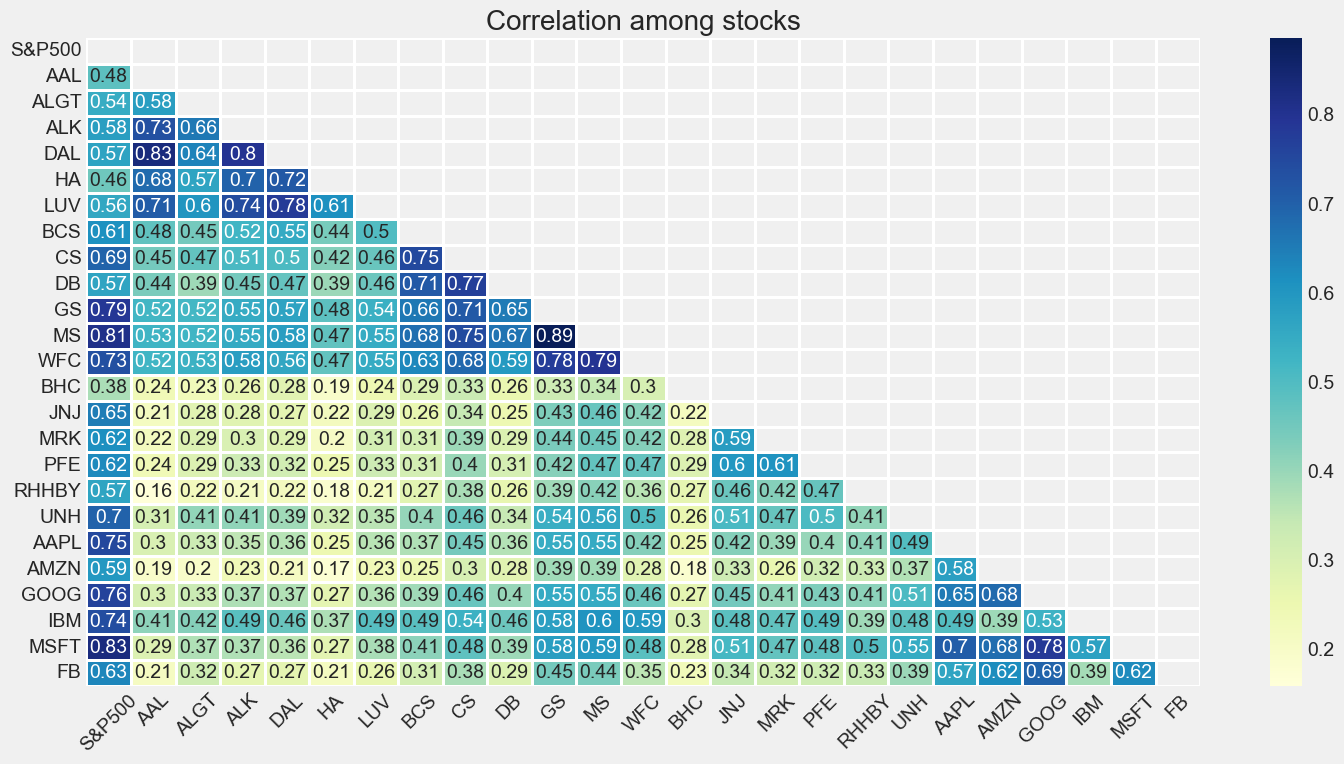 Correlation among stocks
S&P500
AAL 0.48
ALGT 0.54 0.58
ALK 0.58 0.73 0.66
DAL 0.57 0.83 0.64 0.8
HA 0.46 0.68 0.57 0.7 0.72
LUV 0.56 0.71 0.6 0.74 0.78 0.61
BCS 0.61 0.48 0.45 0.52 0.55 0.44 0.5
CS 0.69 0.45 0.47 0.51 0.5 0.42 0.46 0.75
DB 0.57 0.44 0.39 0.45 0.47 0.39 0.46 0.71 0.77
GS 0.79 0.52 0.52 0.55 0.57 0.48 0.54 0.66 0.71 0.65
MS 0.81 0.53 0.52 0.55 0.58 0.47 0.55 0.68 0.75 0.67 0.89
WFC 0.73 0.52 0.53 0.58 0.56 0.47 0.55 0.63 0.68 0.59 0.78 0.79
BHC 0.38 0.24 0.23 0.26 0.28 0.19 0.24 0.29 0.33 0.26 0.33 0.34 0.3
JNJ 0.65 0.21 0.28 0.28 0.27 0.22 0.29 0.26 0.34 0.25 0.43 0.46 0.42 0.22
MRK 0.62 0.22 0.29 0.3 0.29 0.2 0.31 0.31 0.39 0.29 0.44 0.45 0.42 0.28 0.59
PFE 0.62 0.24 0.29 0.33 0.32 0.25 0.33 0.31 0.4 0.31 0.42 0.47 0.47 0.29 0.6 0.61
RHHBY 0.57 0.16 0.22 0.21 0.22 0.18 0.21 0.27 0.38 0.26 0.39 0.42 0.36 0.27 0.46 0.42 0.47
UNH 0.7 0.31 0.41 0.41 0.39 0.32 0.35 0.4 0.46 0.34 0.54 0.56 0.5 0.26 0.51 0.47 0.5 0.41
AAPL 0.75 0.3 0.33 0.35 0.36 0.25 0.36 0.37 0.45 0.36 0.55 0.55 0.42 0.25 0.42 0.39 0.4 0.41 0.49
AMZN 0.59 0.19 0.2 0.23 0.21 0.17 0.23 0.25 0.3 0.28 0.39 0.39 0.28 0.18 0.33 0.26 0.32 0.33 0.37 0.58
GOOG 0.76 0.3 0.33 0.37 0.37 0.27 0.36 0.39 0.46 0.4 0.55 0.55 0.46 0.27 0.45 0.41 0.43 0.41 0.51 0.65 0.68
IBM 0.74 0.41 0.42 0.49 0.46 0.37 0.49 0.49 0.54 0.46 0.58 0.6 0.59 0.3 0.48 0.47 0.49 0.39 0.48 0.49 0.39 0.53
MSFT 0.83 0.29 0.37 0.37 0.36 0.27 0.38 0.41 0.48 0.39 0.58 0.59 0.48 0.28 0.51 0.47 0.48 0.5 0.55 0.7 0.68 0.78 0.57
FB 0.63 0.21 0.32 0.27 0.27 0.21 0.27 0.31 0.38 0.29 0.45 0.44 0.35 0.23 0.34 0.32 0.32 0.33 0.39 0.57 0.62 0.69 0.39 0.62
S&P500 AAL ALGT ALK DAL HA LUV BCS CS DB GS MS WFC BHC JNJ MRK PFE RHHBY UNH AAPL AMZN GOOG IBM MSFT FB
0.8
0.7
0.6
0.5
0.4
0.3
0.2